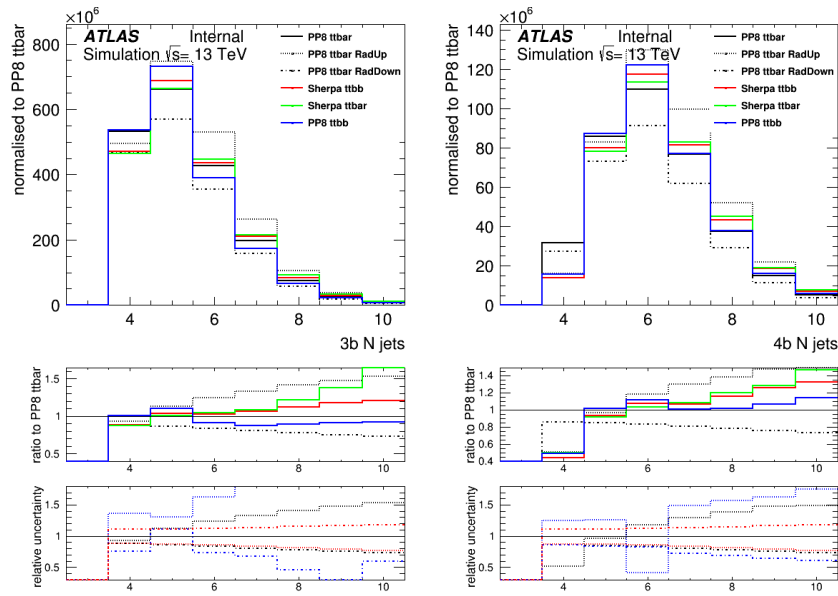 ×10⁶
ATLAS Internal
Simulation √s= 13 TeV
normalised to PP8 ttbar
800
600
400
200
0
PP8 ttbar
PP8 ttbar RadUp
PP8 ttbar RadDown
Sherpa ttbb
Sherpa ttbar
PP8 ttbb
4 6 8 10
3b N jets
ratio to PP8 ttbar
1.5
1
0.5
4 6 8 10
relative uncertainty
1.5
1
0.5
4 6 8 10
×10⁶
ATLAS Internal
Simulation √s= 13 TeV
normalised to PP8 ttbar
140
120
100
80
60
40
20
0
PP8 ttbar
PP8 ttbar RadUp
PP8 ttbar RadDown
Sherpa ttbb
Sherpa ttbar
PP8 ttbb
4 6 8 10
4b N jets
ratio to PP8 ttbar
1.4
1.2
1
0.8
0.6
0.4
4 6 8 10
relative uncertainty
1.5
1
0.5
4 6 8 10